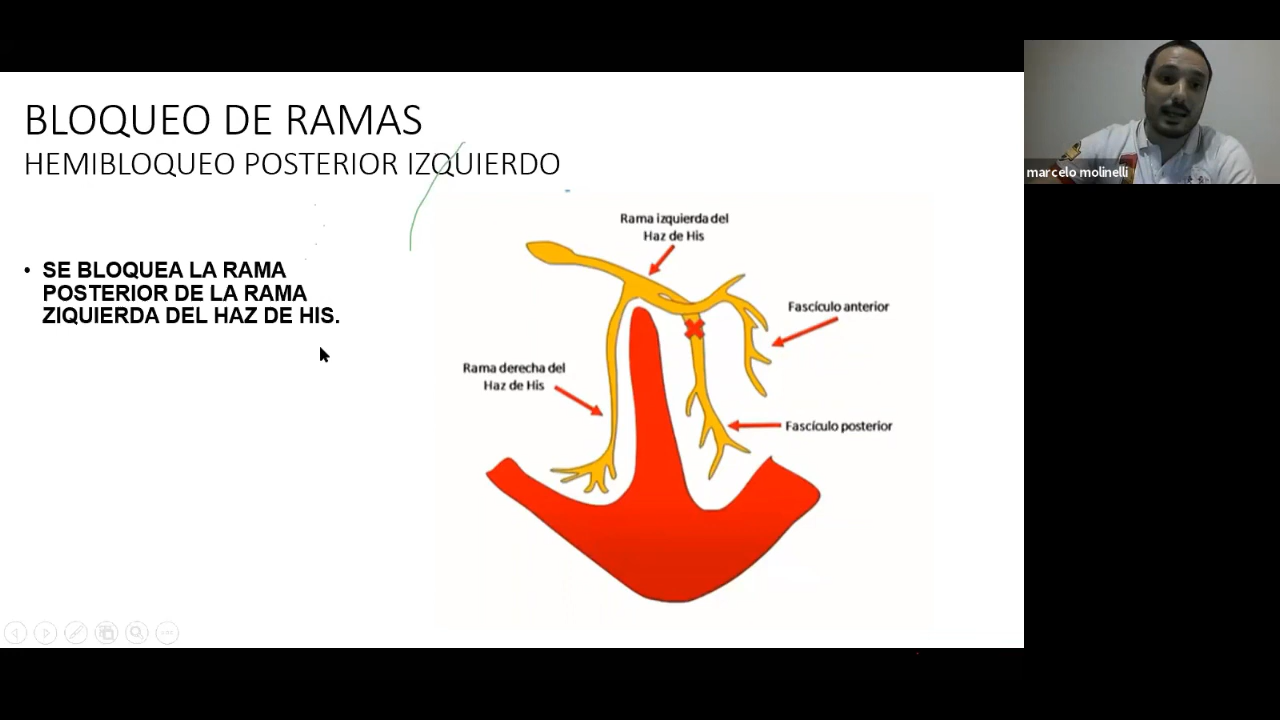 BLOQUEO DE RAMAS
HEMIBLOQUEO POSTERIOR IZQUIERDO
• SE BLOQUEA LA RAMA
POSTERIOR DE LA RAMA
ZIQUIERDA DEL HAZ DE HIS.
Rama izquierda del
Haz de His
Fascículo anterior
Rama derecha del
Haz de His
Fascículo posterior
marcelo molinelli